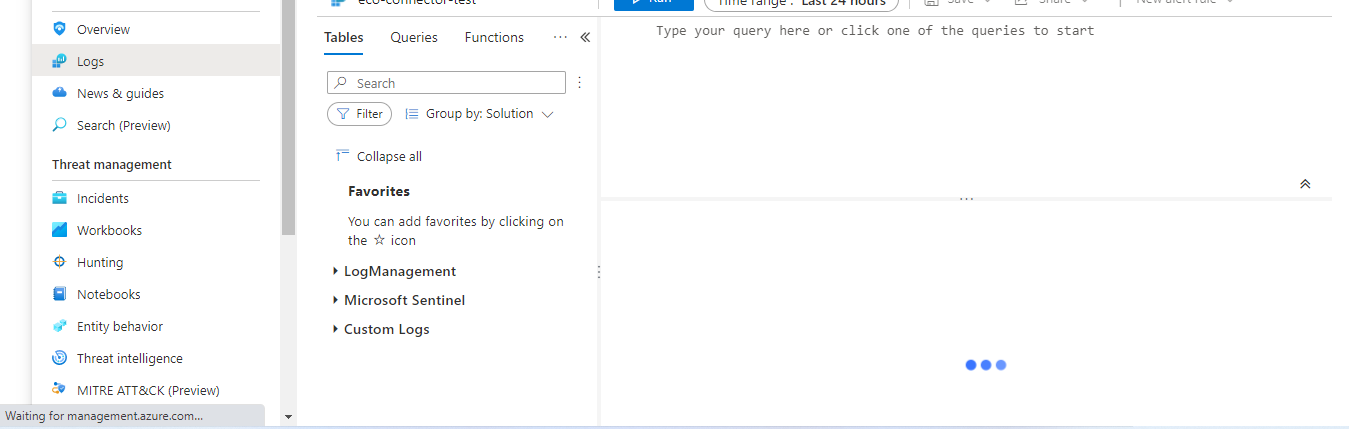 eco-connector-test
Run
Time range : Last 24 hours
Save
Share
New alert rule
Overview
Logs
News & guides
Search (Preview)
Threat management
Incidents
Workbooks
Hunting
Notebooks
Entity behavior
Threat intelligence
MITRE ATT&CK (Preview)
Waiting for management.azure.com...
Tables Queries Functions
Search
Filter Group by: Solution
Collapse all
Favorites
You can add favorites by clicking on
the ☆ icon
LogManagement
Microsoft Sentinel
Custom Logs
Type your query here or click one of the queries to start